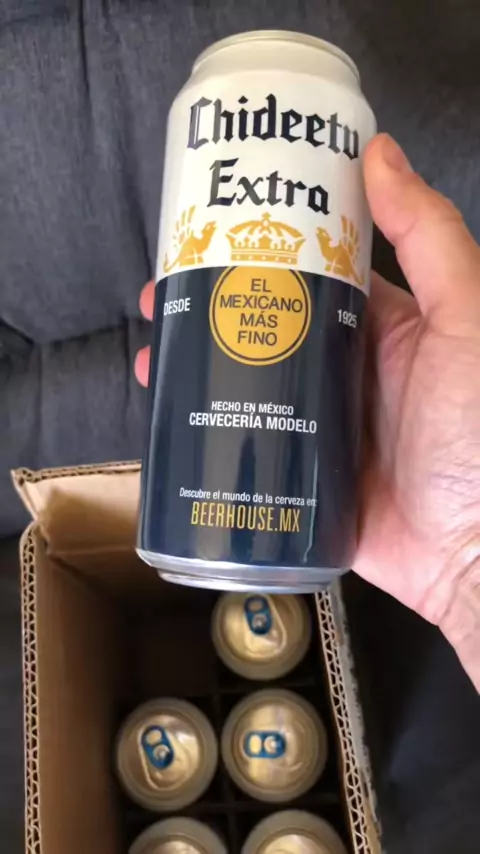 Chideeto
Extra
DESDE
EL
MEXICANO
MÁS
FINO
1925
HECHO EN MÉXICO
CERVECERÍA MODELO
Descubre el mundo de la cerveza en:
BEERHOUSE.MX